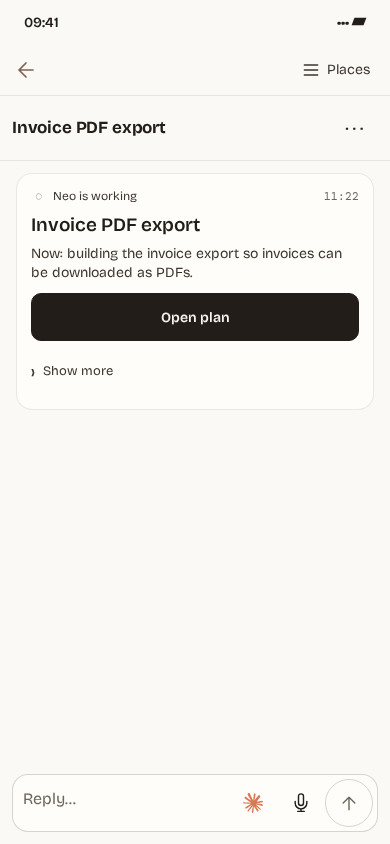 09:41
Places
Invoice PDF export
Neo is working
11:22
Invoice PDF export
Now: building the invoice export so invoices can
be downloaded as PDFs.
Open plan
Show more
Reply...